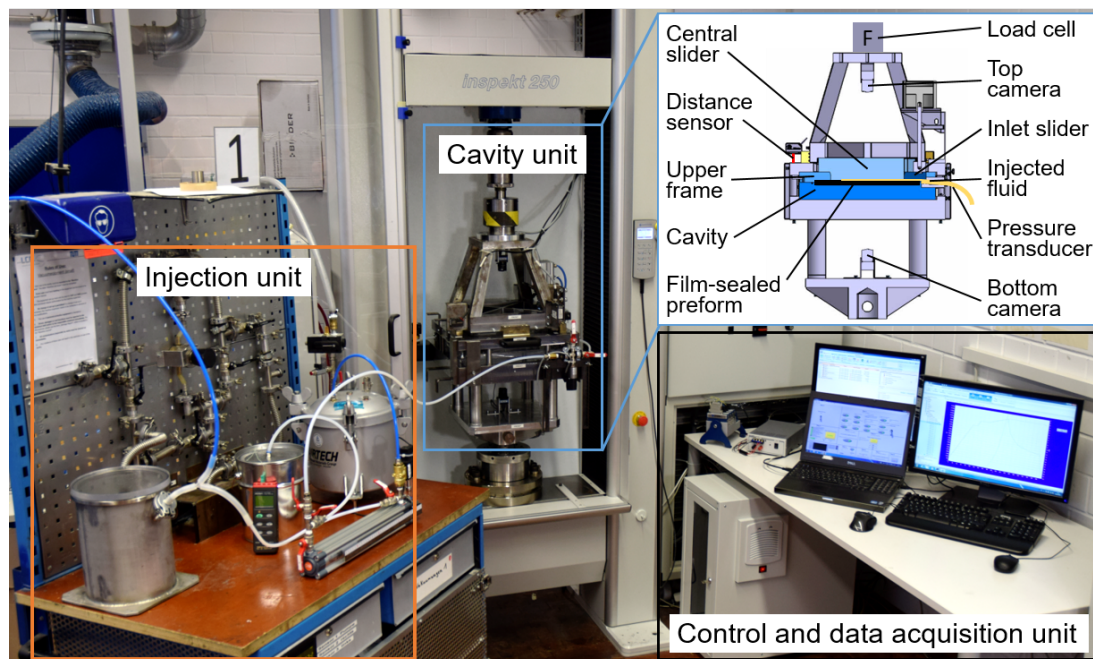 inspekt 250
Cavity unit
BINDER
1
Injection unit
Central
slider
Distance
sensor
Upper
frame
Cavity
Film-sealed
preform
F
Load cell
Top
camera
Inlet slider
Injected
fluid
Pressure
transducer
Bottom
camera
Control and data acquisition unit